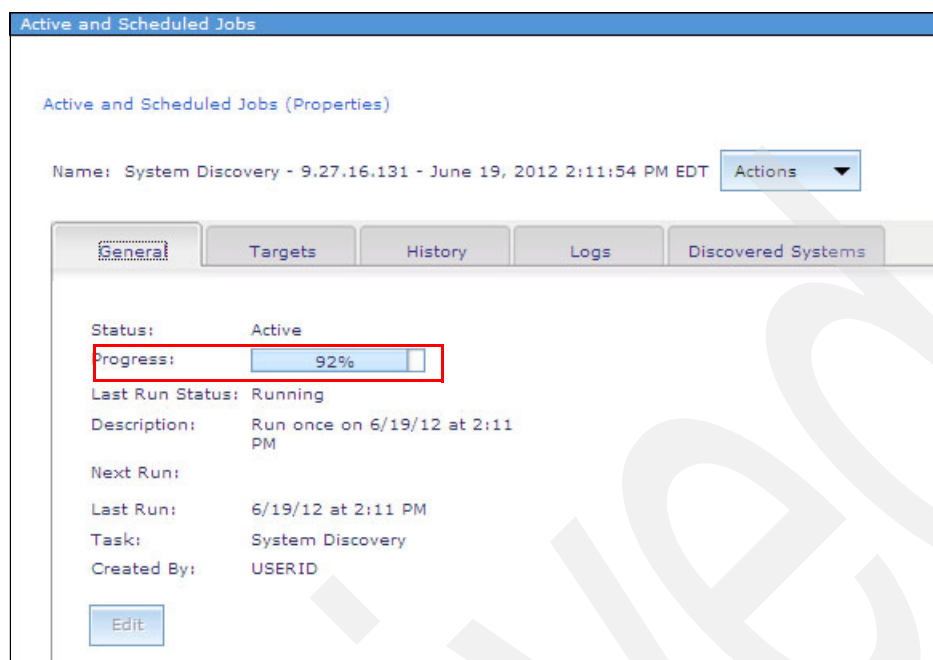 Active and Scheduled Jobs
Active and Scheduled Jobs (Properties)
Name: System Discovery - 9.27.16.131 - June 19, 2012 2:11:54 PM EDT Actions
General Targets History Logs Discovered Systems
Status: Active
Progress: 92%
Last Run Status: Running
Description: Run once on 6/19/12 at 2:11
PM
Next Run:
Last Run: 6/19/12 at 2:11 PM
Task: System Discovery
Created By: USERID
Edit